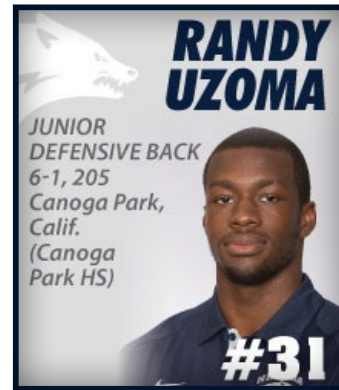 RANDY
UZOMA
JUNIOR
DEFENSIVE BACK
6-1, 205
Canoga Park,
Calif.
(Canoga
Park HS)
#31